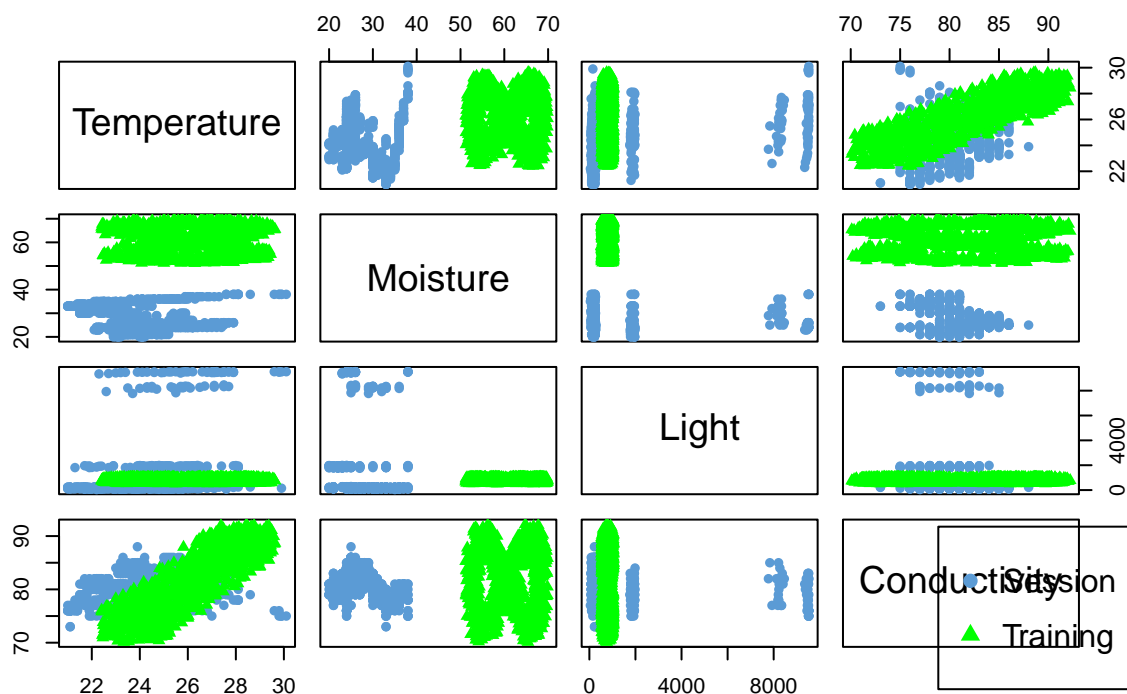 20 30 40 50 60 70
70 75 80 85 90
Temperature
22 26 30
20 40 60
Moisture
Light
0 4000
70 80 90
Conductivity
Session
Training
22 24 26 28 30
0 4000 8000